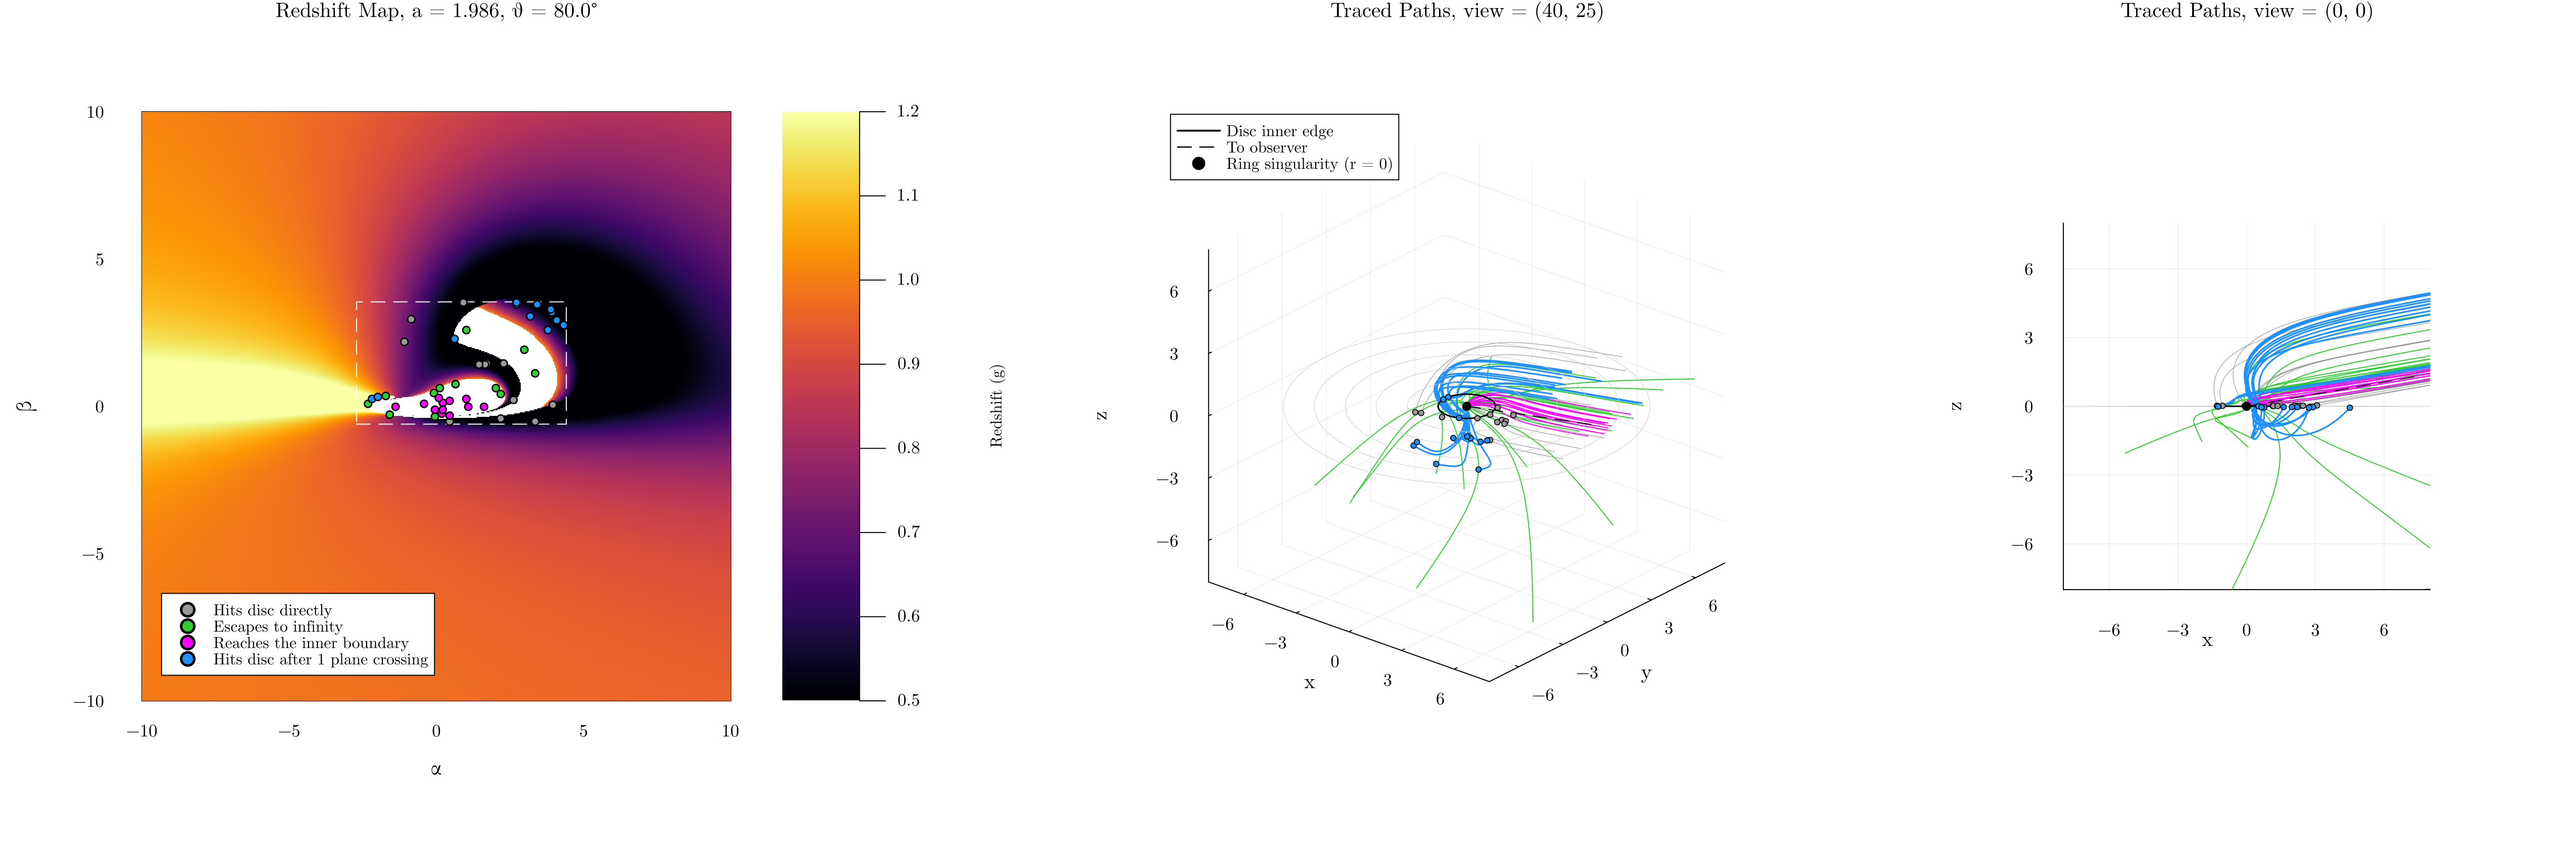 Redshift Map, a = 1.986, ϑ = 80.0°
10
5
0
−5
−10
β
−10
−5
0
5
10
α
Hits disc directly
Escapes to infinity
Reaches the inner boundary
Hits disc after 1 plane crossing
1.2
1.1
1.0
0.9
0.8
0.7
0.6
0.5
Redshift (g)
Traced Paths, view = (40, 25)
Disc inner edge
To observer
Ring singularity (r = 0)
6
3
0
−3
−6
z
−6
−3
0
3
6
x
−6
−3
0
3
6
y
Traced Paths, view = (0, 0)
6
3
0
−3
−6
z
−6
−3
0
3
6
x